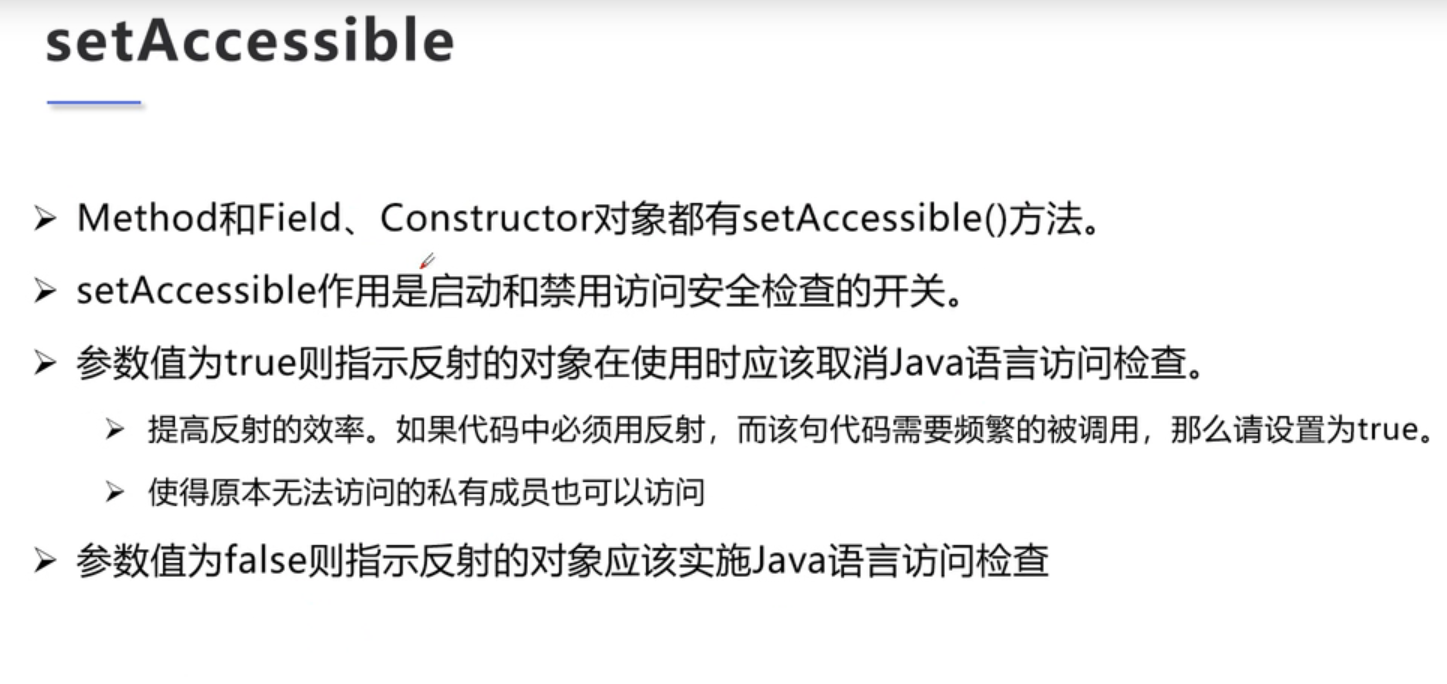 setAccessible
Method和Field、Constructor对象都有setAccessible()方法。
setAccessible作用是启动和禁用访问安全检查的开关。
参数值为true则指示反射的对象在使用时应该取消Java语言访问检查。
提高反射的效率。如果代码中必须用反射，而该句代码需要频繁的被调用，那么请设置为true。
使得原本无法访问的私有成员也可以访问
参数值为false则指示反射的对象应该实施Java语言访问检查